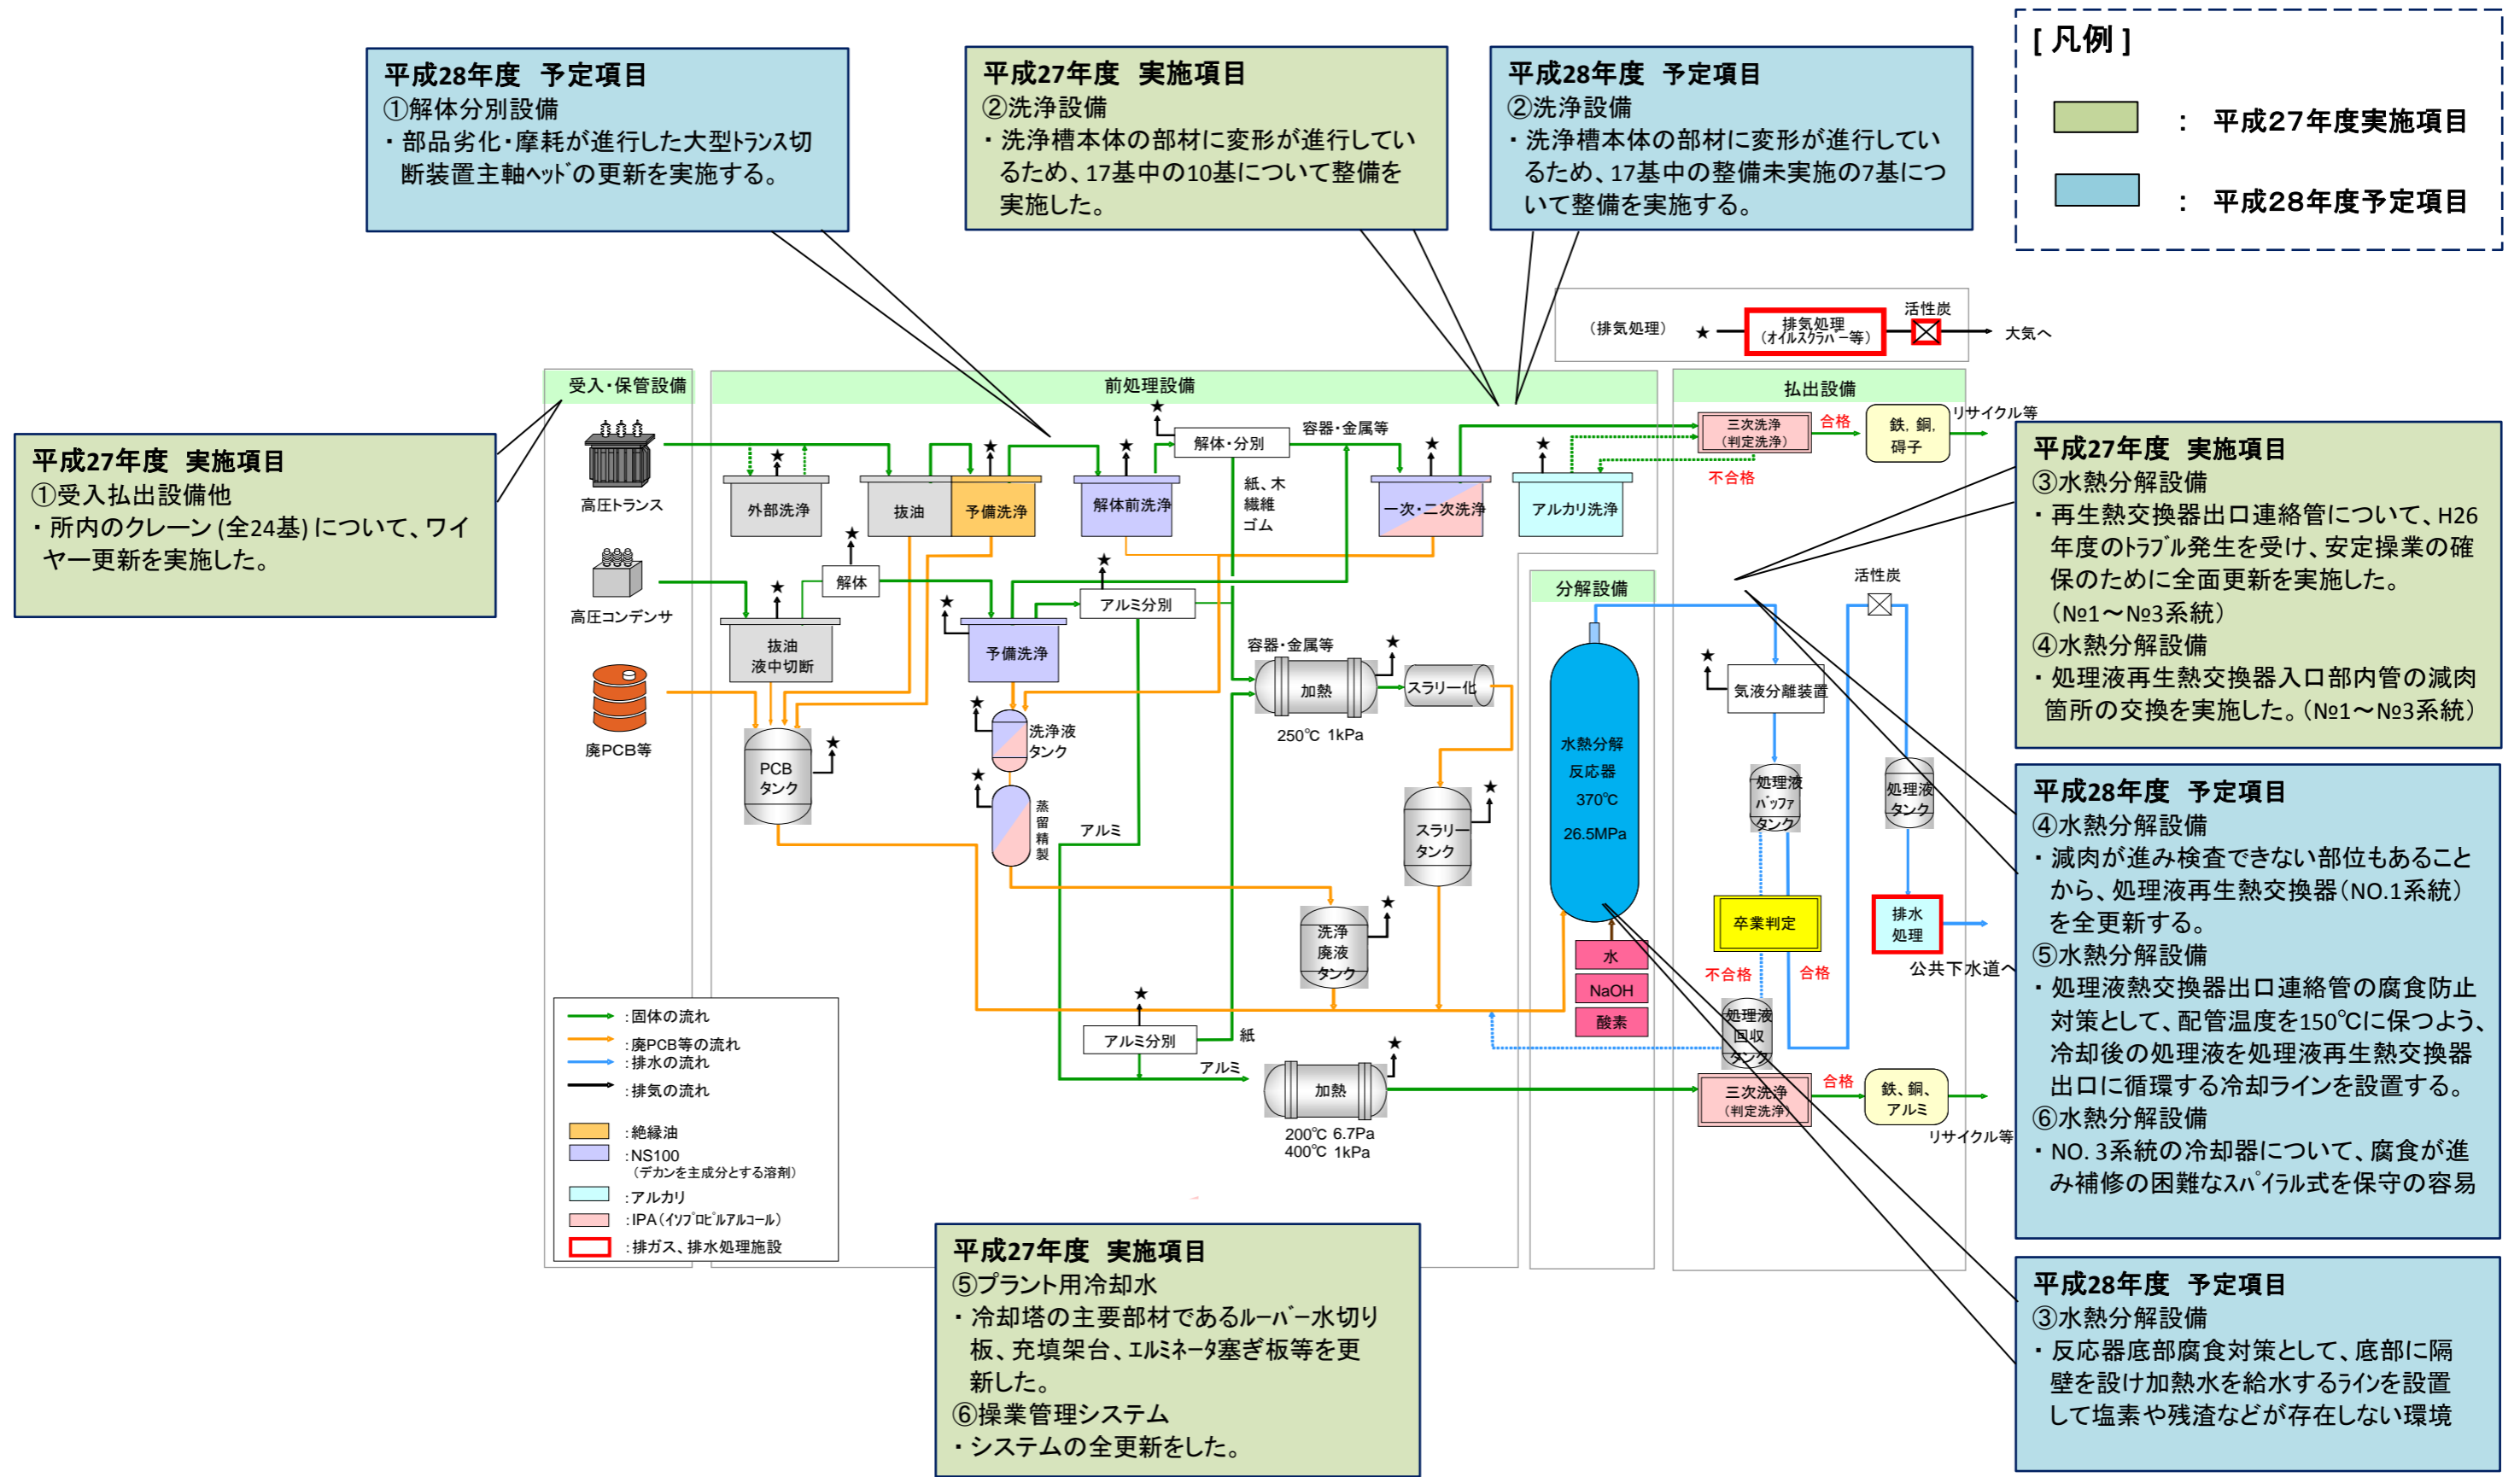 平成28年度 予定項目
①解体分別設備
・部品劣化・摩耗が進行した大型ﾄﾗﾝｽ切
断装置主軸ﾍｯﾄﾞの更新を実施する。
平成27年度 実施項目
②洗浄設備
・洗浄槽本体の部材に変形が進行してい
るため、17基中の10基について整備を
実施した。
平成28年度 予定項目
②洗浄設備
・洗浄槽本体の部材に変形が進行してい
るため、17基中の整備未実施の7基につ
いて整備を実施する。
[ 凡例 ]
： 平成２７年度実施項目
： 平成２８年度予定項目
（排気処理） ★
排気処理
（オイルスクラバー等）
活性炭
大気へ
受入・保管設備
前処理設備
払出設備
分解設備
平成27年度 実施項目
①受入払出設備他
・所内のクレーン (全24基) について、ワイ
ヤー更新を実施した。
高圧トランス
高圧コンデンサ
廃PCB等
外部洗浄
抜油
予備洗浄
解体前洗浄
解体・分別
容器・金属等
紙、木
繊維
ゴム
一次・二次洗浄
アルカリ洗浄
三次洗浄
（判定洗浄）
合格
不合格
鉄，銅，
碍子
リサイクル等
抜油
液中切断
解体
予備洗浄
アルミ分別
容器・金属等
加熱
250℃ 1kPa
スラリー化
PCB
タンク
洗浄液
タンク
蒸
留
精
製
アルミ
スラリー
タンク
洗浄
廃液
タンク
水熱分解
反応器
370℃
26.5MPa
水
NaOH
酸素
気液分離装置
活性炭
処理液
ﾊﾞｯﾌｧ
タンク
処理液
タンク
卒業判定
不合格
合格
排水
処理
公共下水道へ
処理液
回収
タンク
アルミ分別
紙
アルミ
加熱
200℃ 6.7Pa
400℃ 1kPa
三次洗浄
（判定洗浄）
合格
鉄、銅、
アルミ
リサイクル等
：固体の流れ
：廃PCB等の流れ
：排水の流れ
：排気の流れ
：絶縁油
：NS100
（デカンを主成分とする溶剤）
：アルカリ
：IPA（ｲｿﾌﾟﾛﾋﾟﾙアルコール）
：排ガス、排水処理施設
平成27年度 実施項目
③水熱分解設備
・再生熱交換器出口連絡管について、H26
年度のﾄﾗﾌﾞﾙ発生を受け、安定操業の確
保のために全面更新を実施した。
（№1～№3系統）
④水熱分解設備
・処理液再生熱交換器入口部内管の減肉
箇所の交換を実施した。（№1～№3系統）
平成28年度 予定項目
④水熱分解設備
・減肉が進み検査できない部位もあること
から、処理液再生熱交換器（NO.1系統）
を全更新する。
⑤水熱分解設備
・処理液熱交換器出口連絡管の腐食防止
対策として、配管温度を150℃に保つよう、
冷却後の処理液を処理液再生熱交換器
出口に循環する冷却ラインを設置する。
⑥水熱分解設備
・NO. 3系統の冷却器について、腐食が進
み補修の困難なｽﾊﾟｲﾗﾙ式を保守の容易
平成27年度 実施項目
⑤プラント用冷却水
・冷却塔の主要部材であるﾙｰﾊﾞｰ水切り
板、充填架台、ｴﾙﾐﾈｰﾀ塞ぎ板等を更
新した。
⑥操業管理システム
・システムの全更新をした。
平成28年度 予定項目
③水熱分解設備
・反応器底部腐食対策として、底部に隔
壁を設け加熱水を給水するﾗｲﾝを設置
して塩素や残渣などが存在しない環境